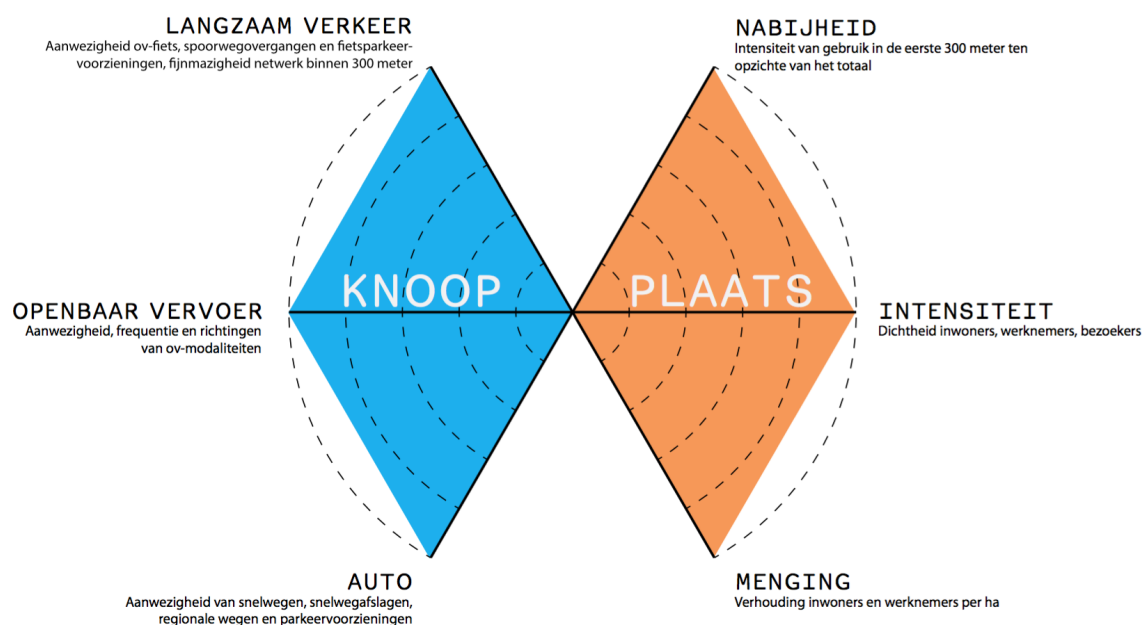 LANGZAAM VERKEER
Aanwezigheid ov-fiets, spoorwegovergangen en fietsparkeer-
voorzieningen, fijnmazigheid netwerk binnen 300 meter
NABIJHEID
Intensiteit van gebruik in de eerste 300 meter ten
opzichte van het totaal
KNOOP
PLAATS
OPENBAAR VERVOER
Aanwezigheid, frequentie en richtingen
van ov-modaliteiten
INTENSITEIT
Dichtheid inwoners, werknemers, bezoekers
AUTO
Aanwezigheid van snelwegen, snelwegafslagen,
regionale wegen en parkeervoorzieningen
MENGING
Verhouding inwoners en werknemers per ha